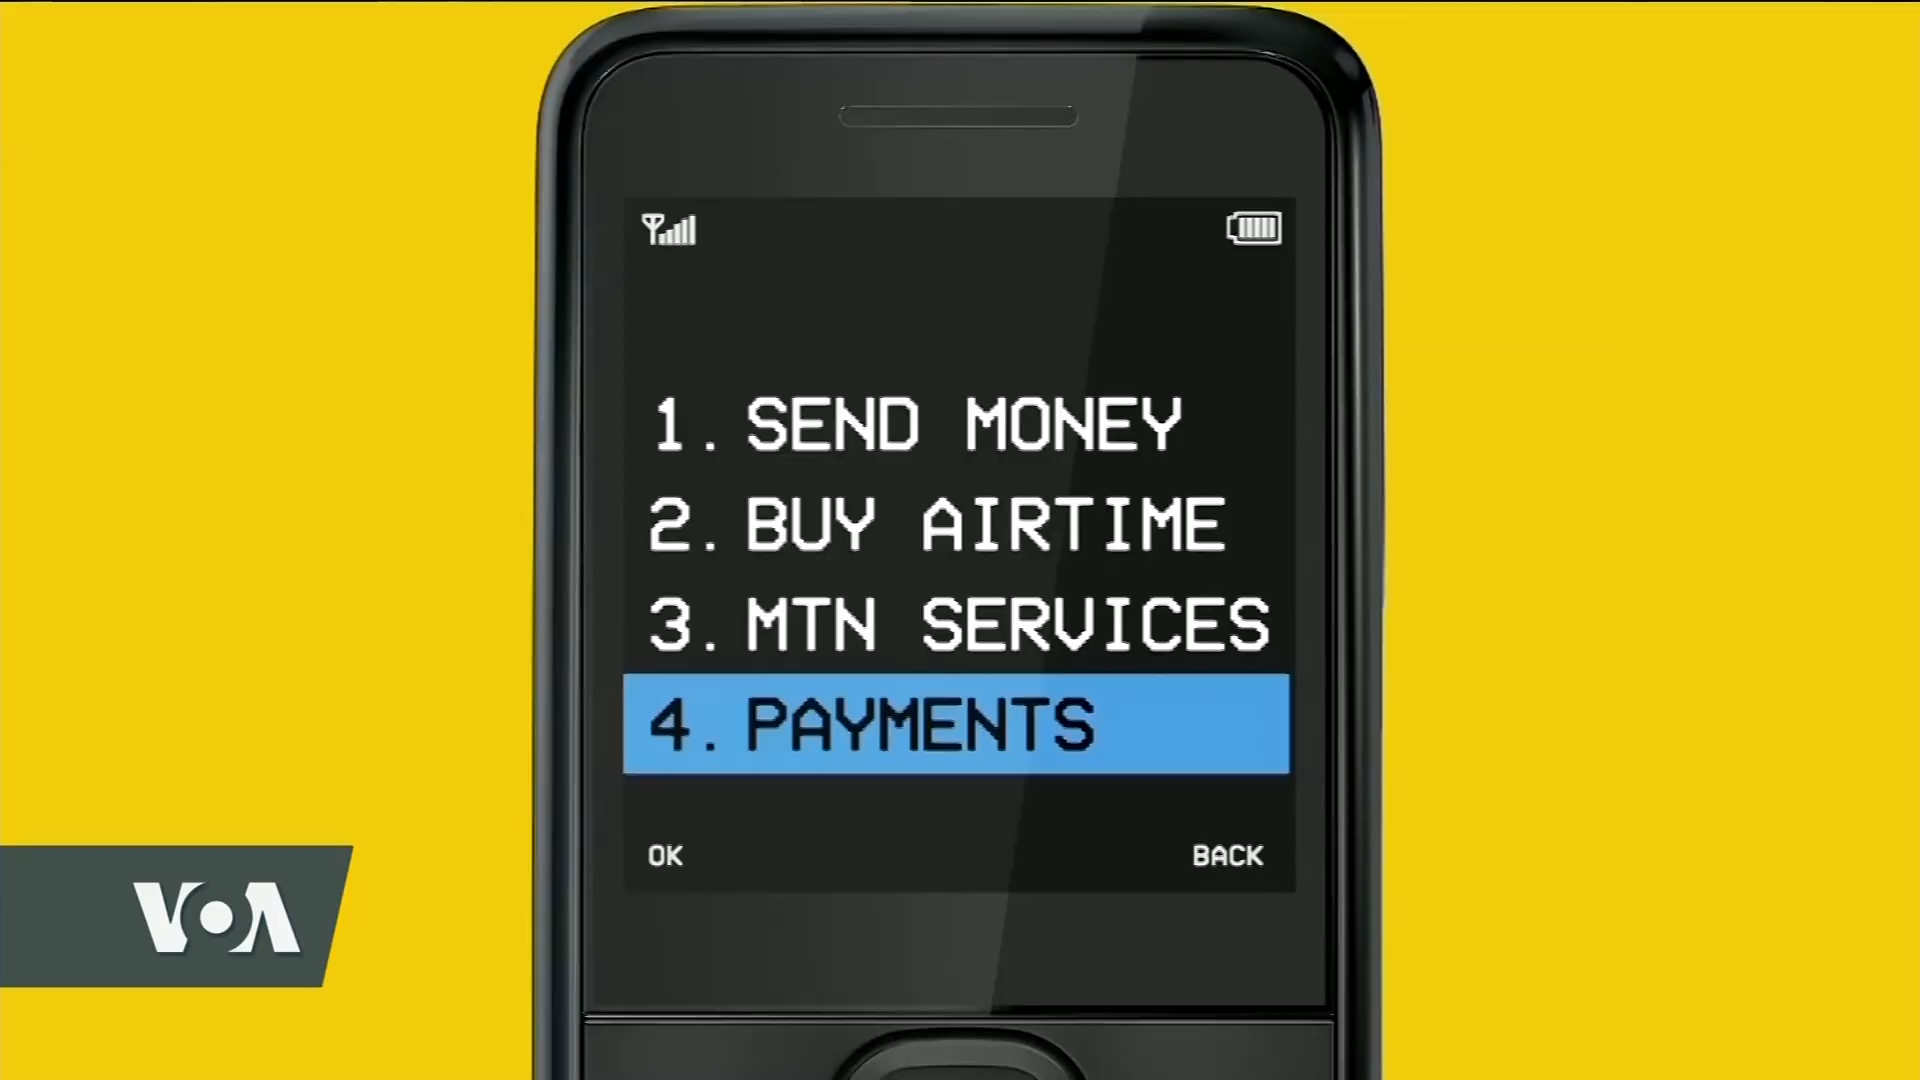 1. SEND MONEY
2. BUY AIRTIME
3. MTN SERVICES
4. PAYMENTS
OK
BACK
VOA